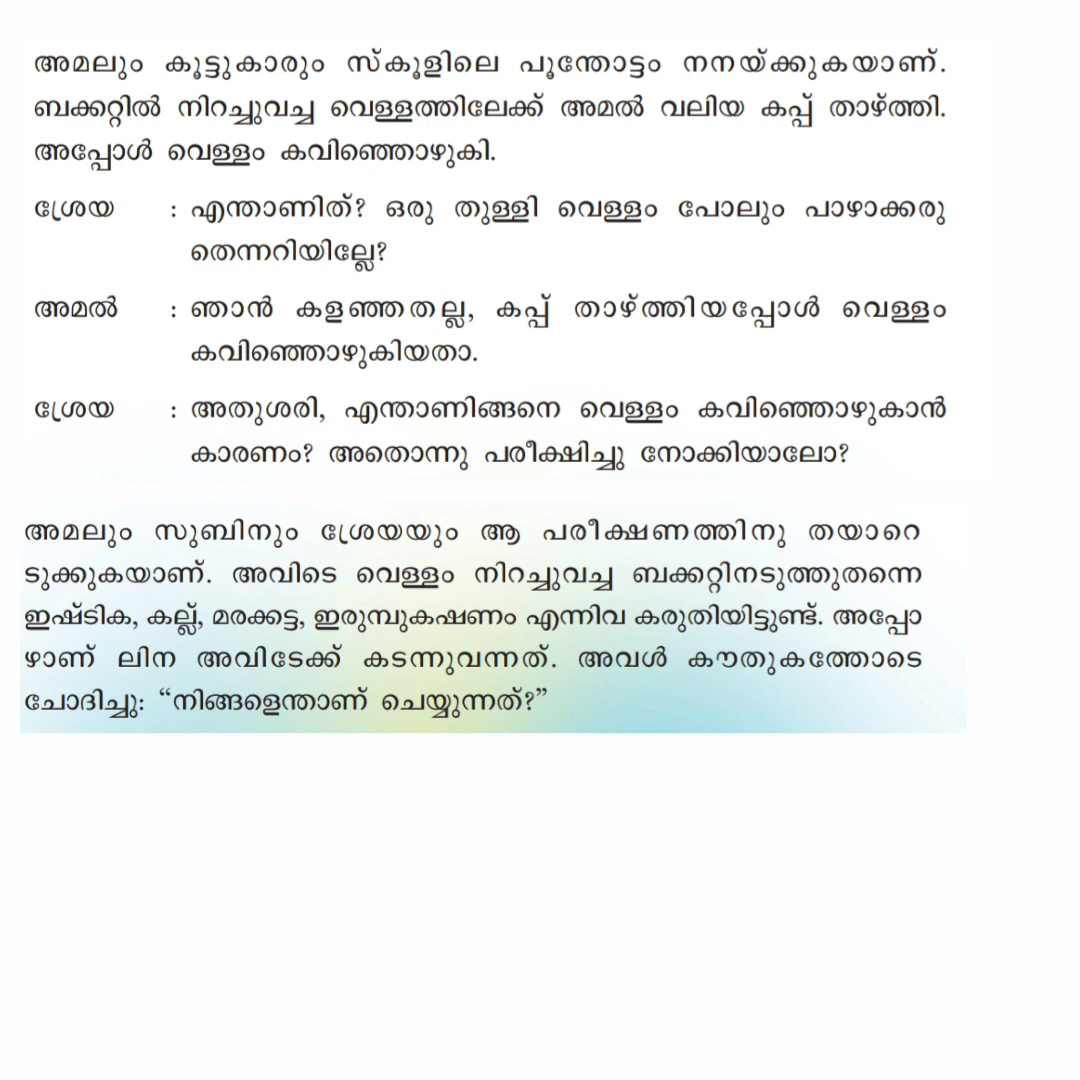 അമലും കൂട്ടുകാരും സ്കൂളിലെ പൂന്തോട്ടം നനയ്ക്കുകയാണ്.
ബക്കറ്റിൽ നിറച്ചുവച്ച വെള്ളത്തിലേക്ക് അമൽ വലിയ കപ്പ് താഴ്ത്തി.
അപ്പോൾ വെള്ളം കവിഞ്ഞൊഴുകി.
ശ്രേയ : എന്താണിത്? ഒരു തുള്ളി വെള്ളം പോലും പാഴാക്കരു
തെന്നറിയില്ലേ?
അമൽ : ഞാൻ കളഞ്ഞതല്ല, കപ്പ് താഴ്ത്തിയപ്പോൾ വെള്ളം
കവിഞ്ഞൊഴുകിയതാ.
ശ്രേയ : അതുശരി, എന്താണിങ്ങനെ വെള്ളം കവിഞ്ഞൊഴുകാൻ
കാരണം? അതൊന്നു പരീക്ഷിച്ചു നോക്കിയാലോ?
അമലും സുബിനും ശ്രേയയും ആ പരീക്ഷണത്തിനു തയാറെ
ടുക്കുകയാണ്. അവിടെ വെള്ളം നിറച്ചുവച്ച ബക്കറ്റിനടുത്തുതന്നെ
ഇഷ്ടിക, കല്ല്, മരക്കട്ട, ഇരുമ്പുകഷണം എന്നിവ കരുതിയിട്ടുണ്ട്. അപ്പോ
ഴാണ് ലിന അവിടേക്ക് കടന്നുവന്നത്. അവൾ കൗതുകത്തോടെ
ചോദിച്ചു: “നിങ്ങളെന്താണ് ചെയ്യുന്നത്?”